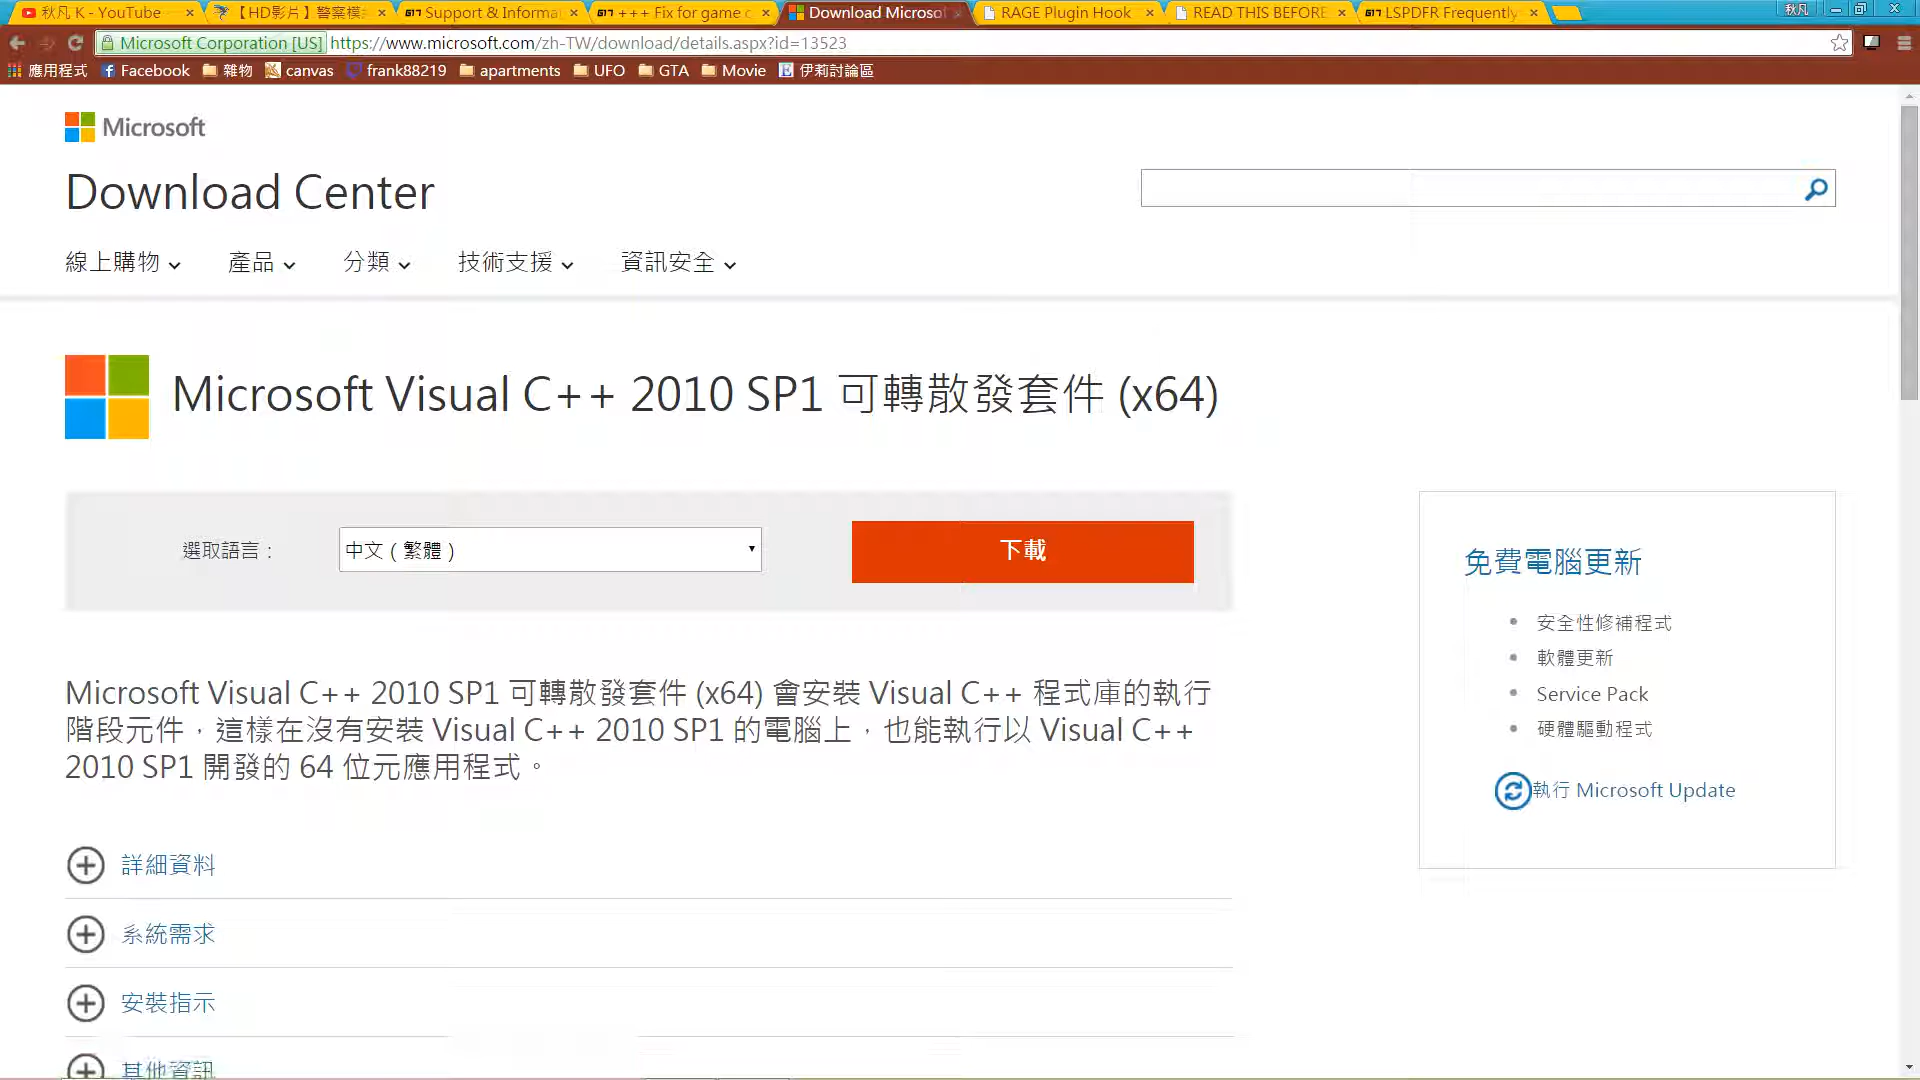 秋凡 K - YouTube
【HD影片】警察模
Support & Informa
+++ Fix for game c
Download Microsof
RAGE Plugin Hook
READ THIS BEFORE
LSPDFR Frequently
秋凡
Microsoft Corporation [US] https://www.microsoft.com/zh-TW/download/details.aspx?id=13523
應用程式 Facebook 雜物 canvas frank88219 apartments UFO GTA Movie 伊莉討論區
Microsoft
Download Center
線上購物 產品 分類 技術支援 資訊安全
Microsoft Visual C++ 2010 SP1 可轉散發套件 (x64)
選取語言：
中文（繁體）
下載
Microsoft Visual C++ 2010 SP1 可轉散發套件 (x64) 會安裝 Visual C++ 程式庫的執行
階段元件，這樣在沒有安裝 Visual C++ 2010 SP1 的電腦上，也能執行以 Visual C++
2010 SP1 開發的 64 位元應用程式。
詳細資料
系統需求
安裝指示
其他資訊
免費電腦更新
安全性修補程式
軟體更新
Service Pack
硬體驅動程式
執行 Microsoft Update